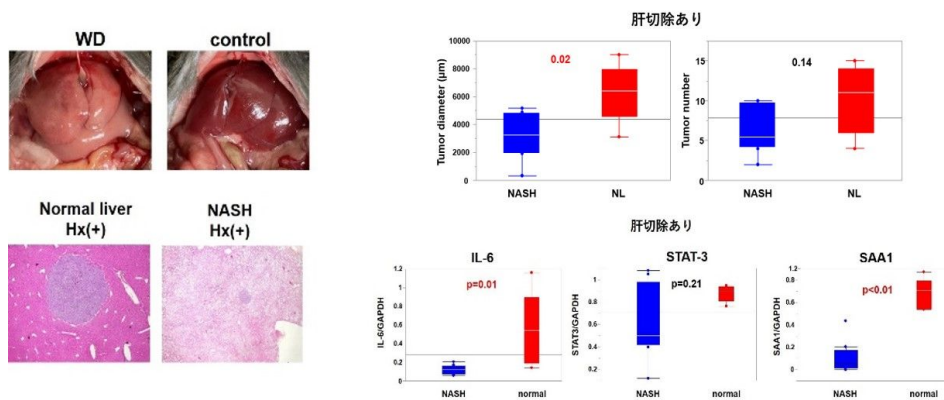 WD control
Normal liver
Hx(+)
NASH
Hx(+)
肝切除あり
Tumor diameter (µm)
10000
8000
6000
4000
2000
0
0.02
NASH NL
Tumor number
15
10
5
0
0.14
NASH NL
肝切除あり
IL-6
IL-6/GAPDH
1.2
1
0.8
0.6
0.4
0.2
0
p=0.01
NASH normal
STAT-3
STAT3/GAPDH
1
0.8
0.6
0.4
0.2
p=0.21
NASH normal
SAA1
SAA1/GAPDH
1.2
0.8
0.6
0.2
0
p<0.01
NASH normal